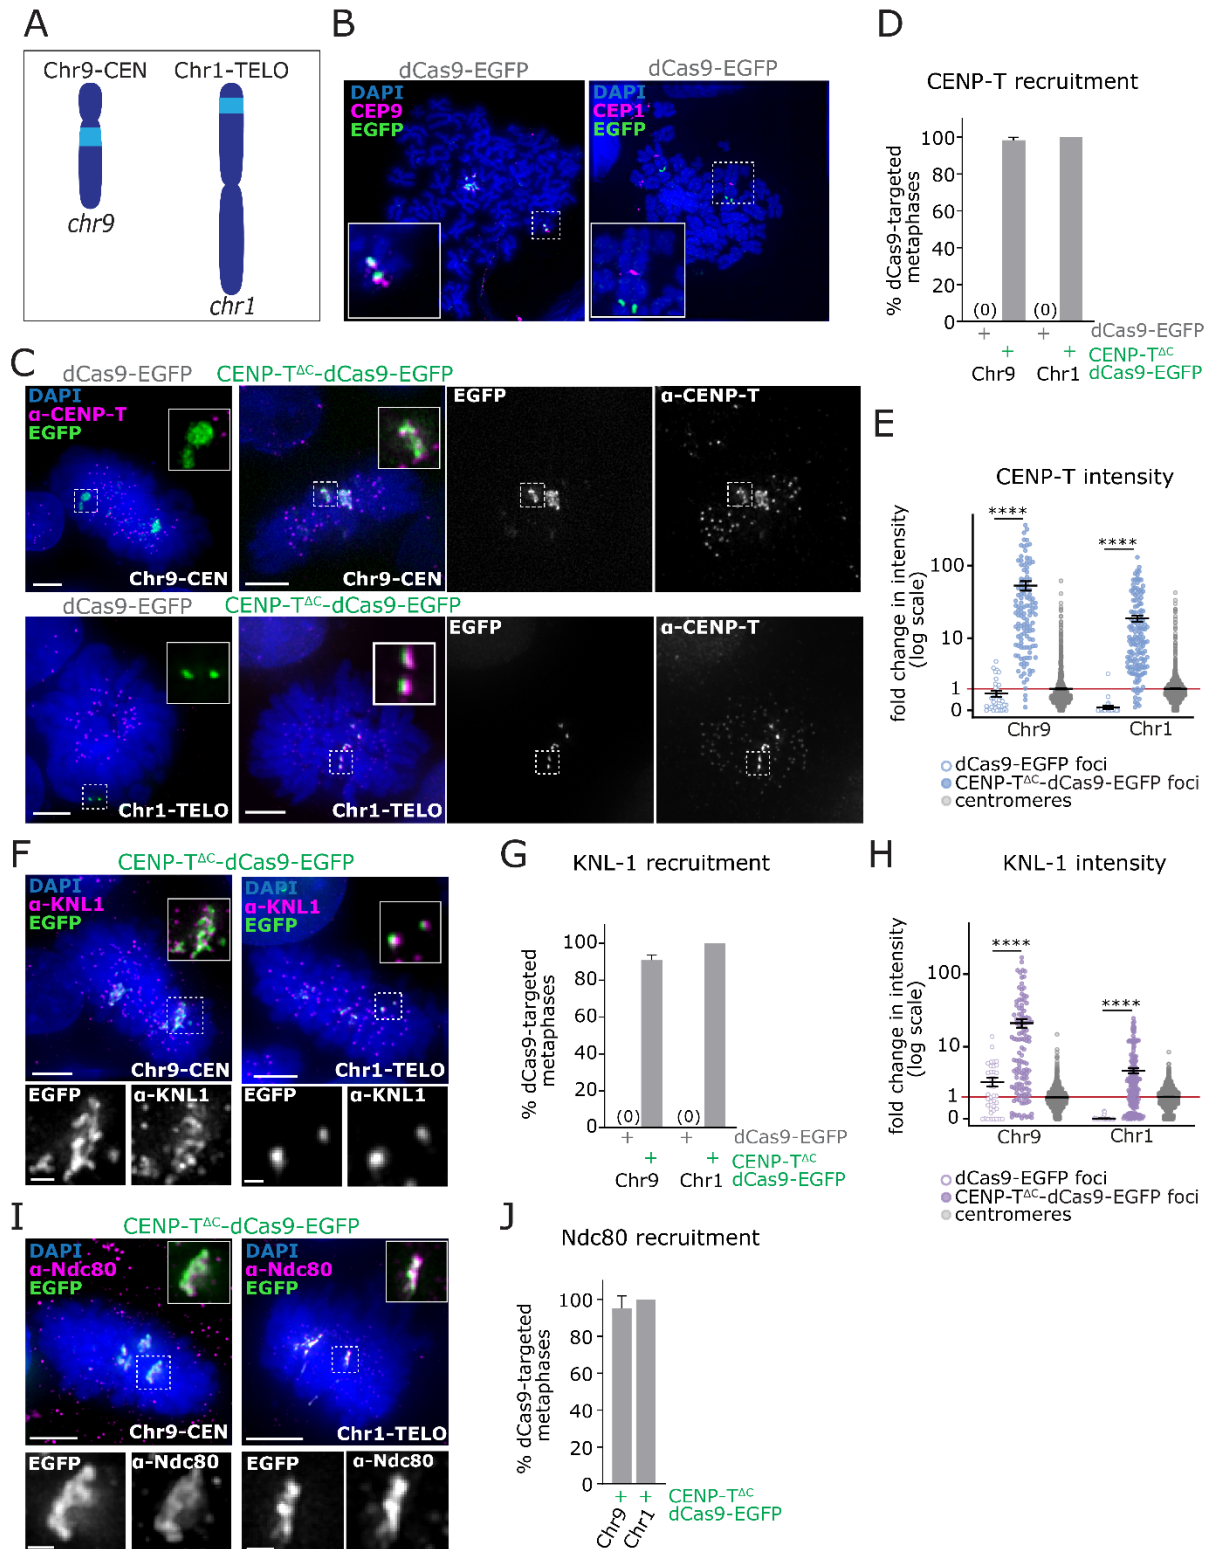 A
Chr9-CEN
Chr1-TELO
chr9
chr1
B
dCas9-EGFP
dCas9-EGFP
DAPI
CEP9
EGFP
DAPI
CEP1
EGFP
D
CENP-T recruitment
% dCas9-targeted
metaphases
100
80
60
40
20
0
(0)
(0)
+
+
dCas9-EGFP
+
+
CENP-TΔC
dCas9-EGFP
Chr9
Chr1
C
dCas9-EGFP
CENP-TΔC-dCas9-EGFP
DAPI
α-CENP-T
EGFP
Chr9-CEN
Chr9-CEN
EGFP
α-CENP-T
dCas9-EGFP
CENP-TΔC-dCas9-EGFP
Chr1-TELO
Chr1-TELO
EGFP
α-CENP-T
E
CENP-T intensity
fold change in intensity
(log scale)
100
10
1
0
****
****
Chr9
Chr1
dCas9-EGFP foci
CENP-TΔC-dCas9-EGFP foci
centromeres
F
CENP-TΔC-dCas9-EGFP
DAPI
α-KNL1
EGFP
Chr9-CEN
DAPI
α-KNL1
EGFP
Chr1-TELO
EGFP
α-KNL1
EGFP
α-KNL1
G
KNL-1 recruitment
% dCas9-targeted
metaphases
100
80
60
40
20
0
(0)
(0)
+
+
dCas9-EGFP
+
+
CENP-TΔC
dCas9-EGFP
Chr9
Chr1
H
KNL-1 intensity
fold change in intensity
(log scale)
100
10
1
0
****
****
Chr9
Chr1
dCas9-EGFP foci
CENP-TΔC-dCas9-EGFP foci
centromeres
I
CENP-TΔC-dCas9-EGFP
DAPI
α-Ndc80
EGFP
Chr9-CEN
DAPI
α-Ndc80
EGFP
Chr1-TELO
EGFP
α-Ndc80
EGFP
α-Ndc80
J
Ndc80 recruitment
% dCas9-targeted
metaphases
100
80
60
40
20
0
+
+
CENP-TΔC
dCas9-EGFP
Chr9
Chr1